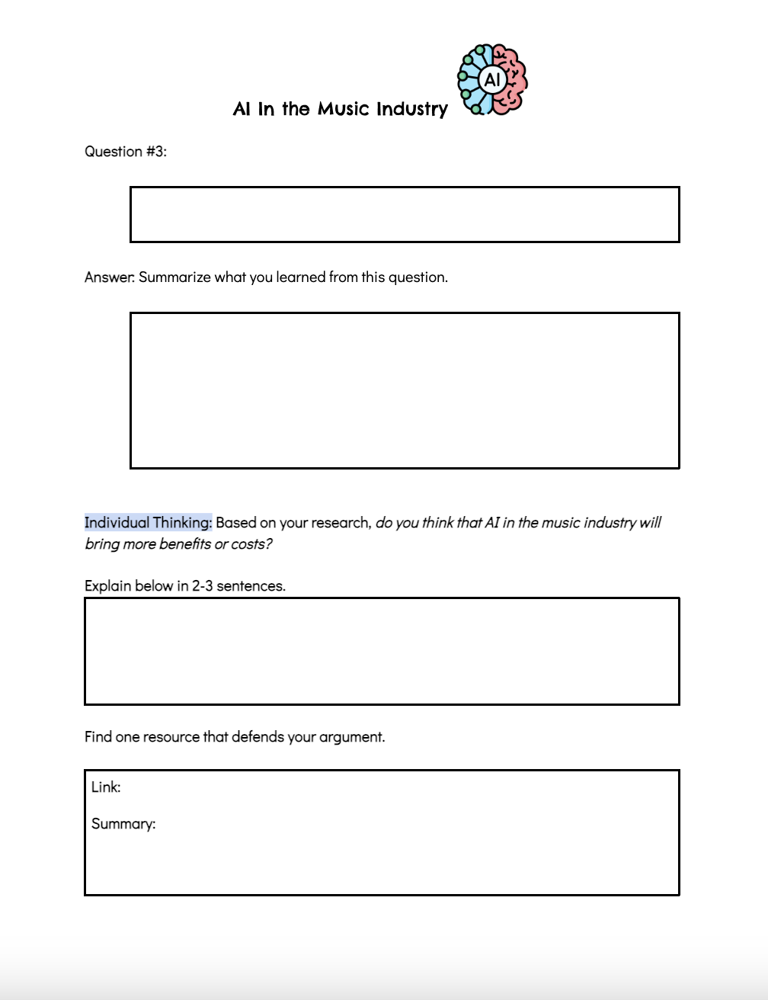 AI
AI In the Music Industry
Question #3:
Answer: Summarize what you learned from this question.
Individual Thinking: Based on your research, do you think that AI in the music industry will
bring more benefits or costs?
Explain below in 2-3 sentences.
Find one resource that defends your argument.
Link:
Summary: